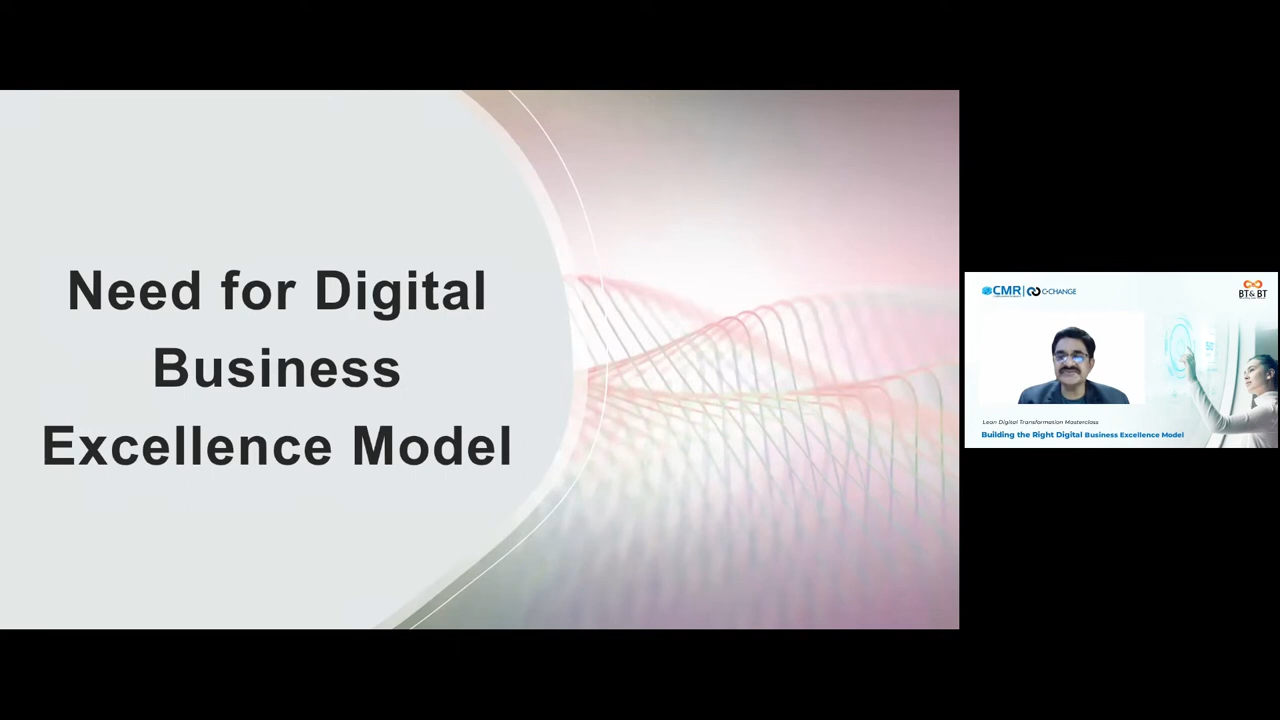 Need for Digital
Business
Excellence Model
CMR
C-CHANGE
BT& BT
Lean Digital Transformation Masterclass
Building the Right Digital Business Excellence Model